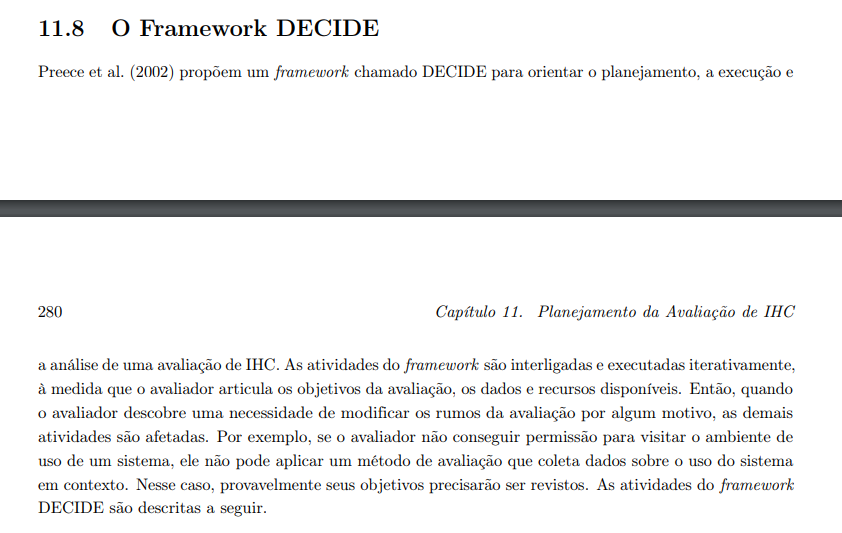 11.8 O Framework DECIDE
Preece et al. (2002) propõem um framework chamado DECIDE para orientar o planejamento, a execução e
280 Capítulo 11. Planejamento da Avaliação de IHC
a análise de uma avaliação de IHC. As atividades do framework são interligadas e executadas iterativamente,
à medida que o avaliador articula os objetivos da avaliação, os dados e recursos disponíveis. Então, quando
o avaliador descobre uma necessidade de modificar os rumos da avaliação por algum motivo, as demais
atividades são afetadas. Por exemplo, se o avaliador não conseguir permissão para visitar o ambiente de
uso de um sistema, ele não pode aplicar um método de avaliação que coleta dados sobre o uso do sistema
em contexto. Nesse caso, provavelmente seus objetivos precisarão ser revistos. As atividades do framework
DECIDE são descritas a seguir.